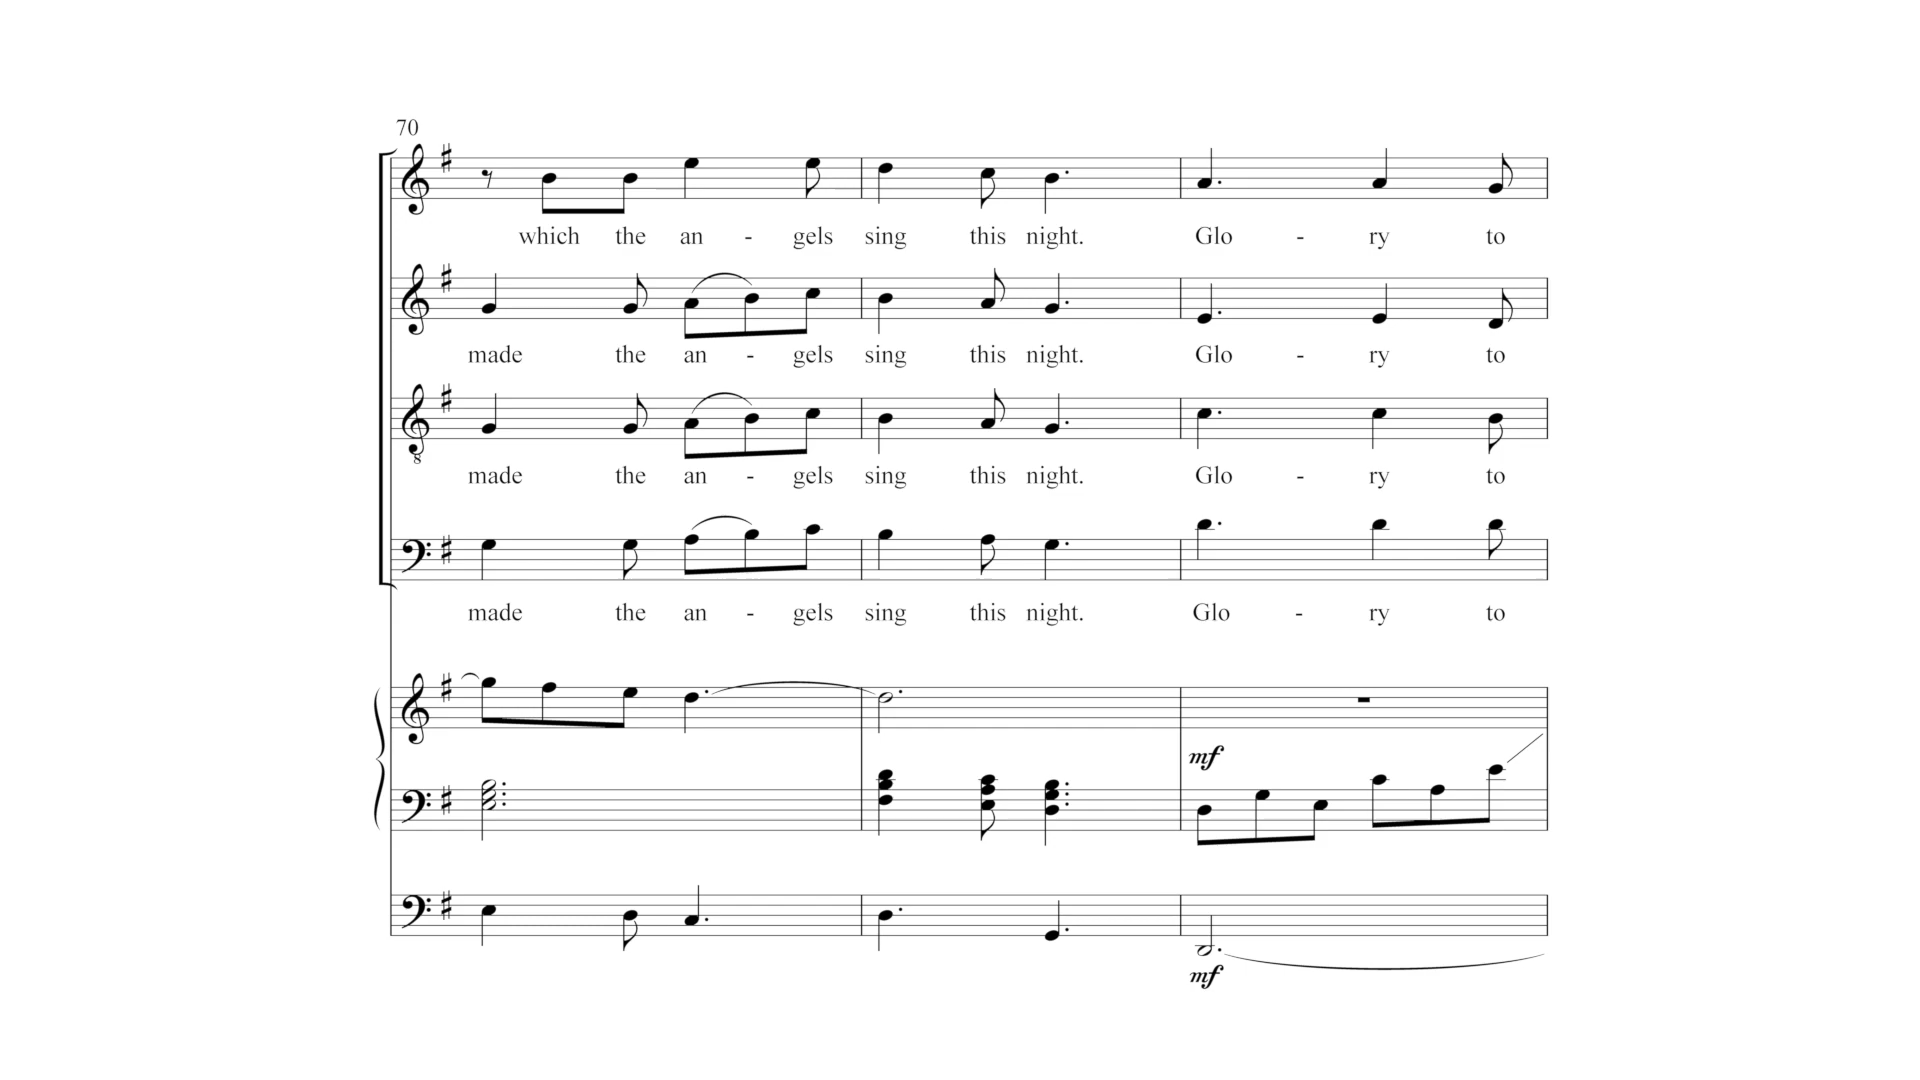 70
which the an - gels sing this night. Glo - ry to
made the an - gels sing this night. Glo - ry to
made the an - gels sing this night. Glo - ry to
8
made the an - gels sing this night. Glo - ry to
mf
mf